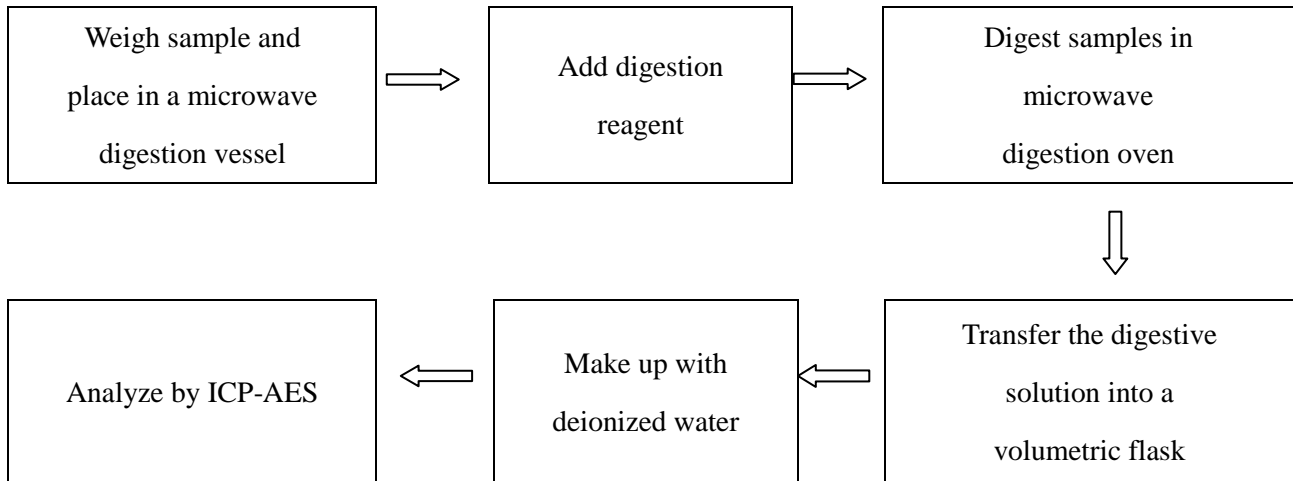 Weigh sample and
place in a microwave
digestion vessel
Add digestion
reagent
Digest samples in
microwave
digestion oven
Transfer the digestive
solution into a
volumetric flask
Make up with
deionized water
Analyze by ICP-AES